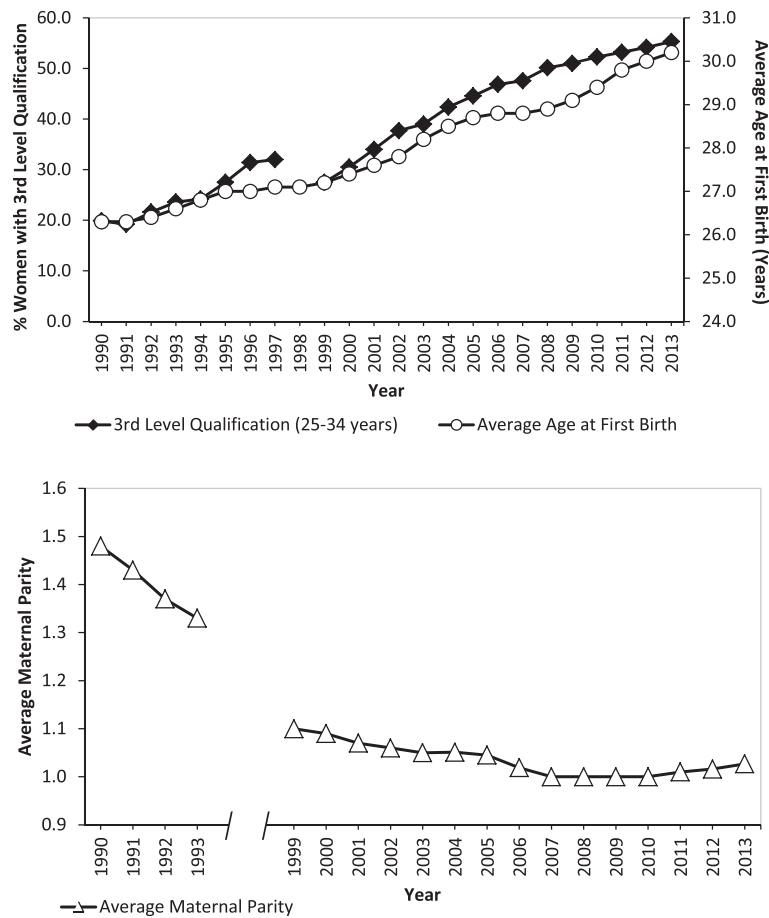 60.0
50.0
40.0
30.0
20.0
10.0
0.0
% Women with 3rd Level Qualification
31.0
30.0
29.0
28.0
27.0
26.0
25.0
24.0
Average Age at First Birth (Years)
1990 1991 1992 1993 1994 1995 1996 1997 1998 1999 2000 2001 2002 2003 2004 2005 2006 2007 2008 2009 2010 2011 2012 2013
Year
3rd Level Qualification (25-34 years) Average Age at First Birth
1.6
1.5
1.4
1.3
1.2
1.1
1.0
0.9
Average Maternal Parity
1990 1991 1992 1993 1999 2000 2001 2002 2003 2004 2005 2006 2007 2008 2009 2010 2011 2012 2013
Year
Average Maternal Parity